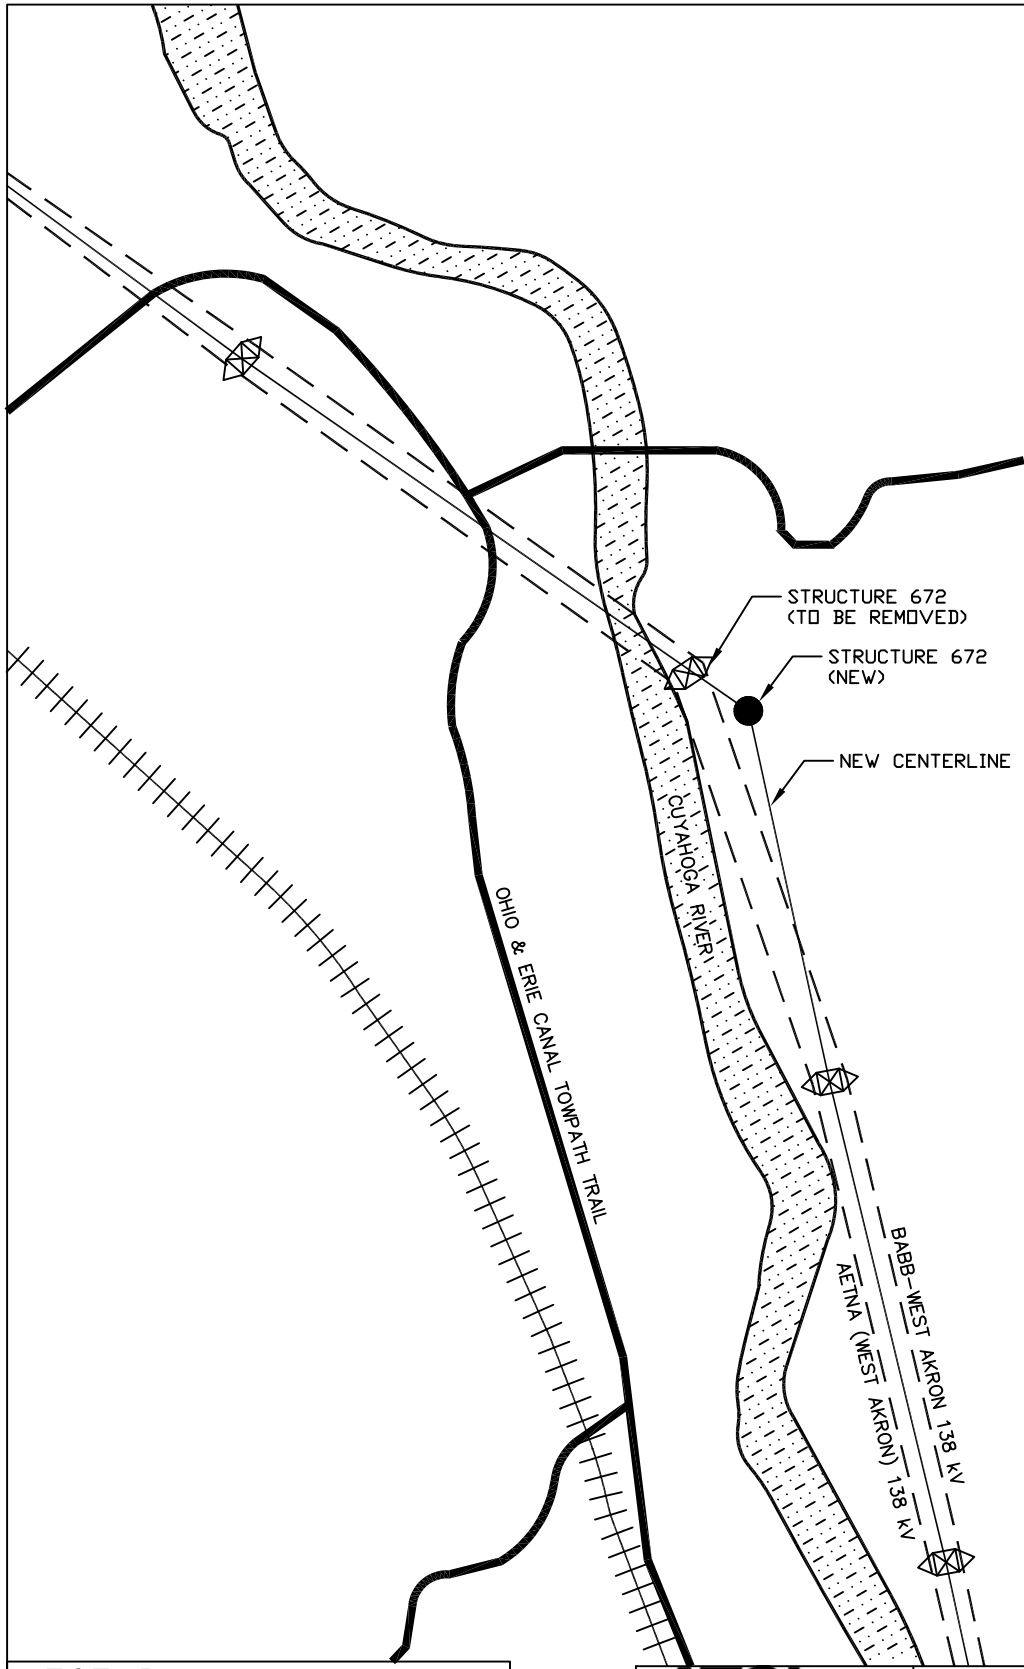 STRUCTURE 672
(TO BE REMOVED)
STRUCTURE 672
(NEW)
NEW CENTERLINE
CUYAHOGA RIVER
OHIO & ERIE CANAL TOWPATH TRAIL
BABB-WEST AKRON 138 kV
AETNA (WEST AKRON) 138 kV